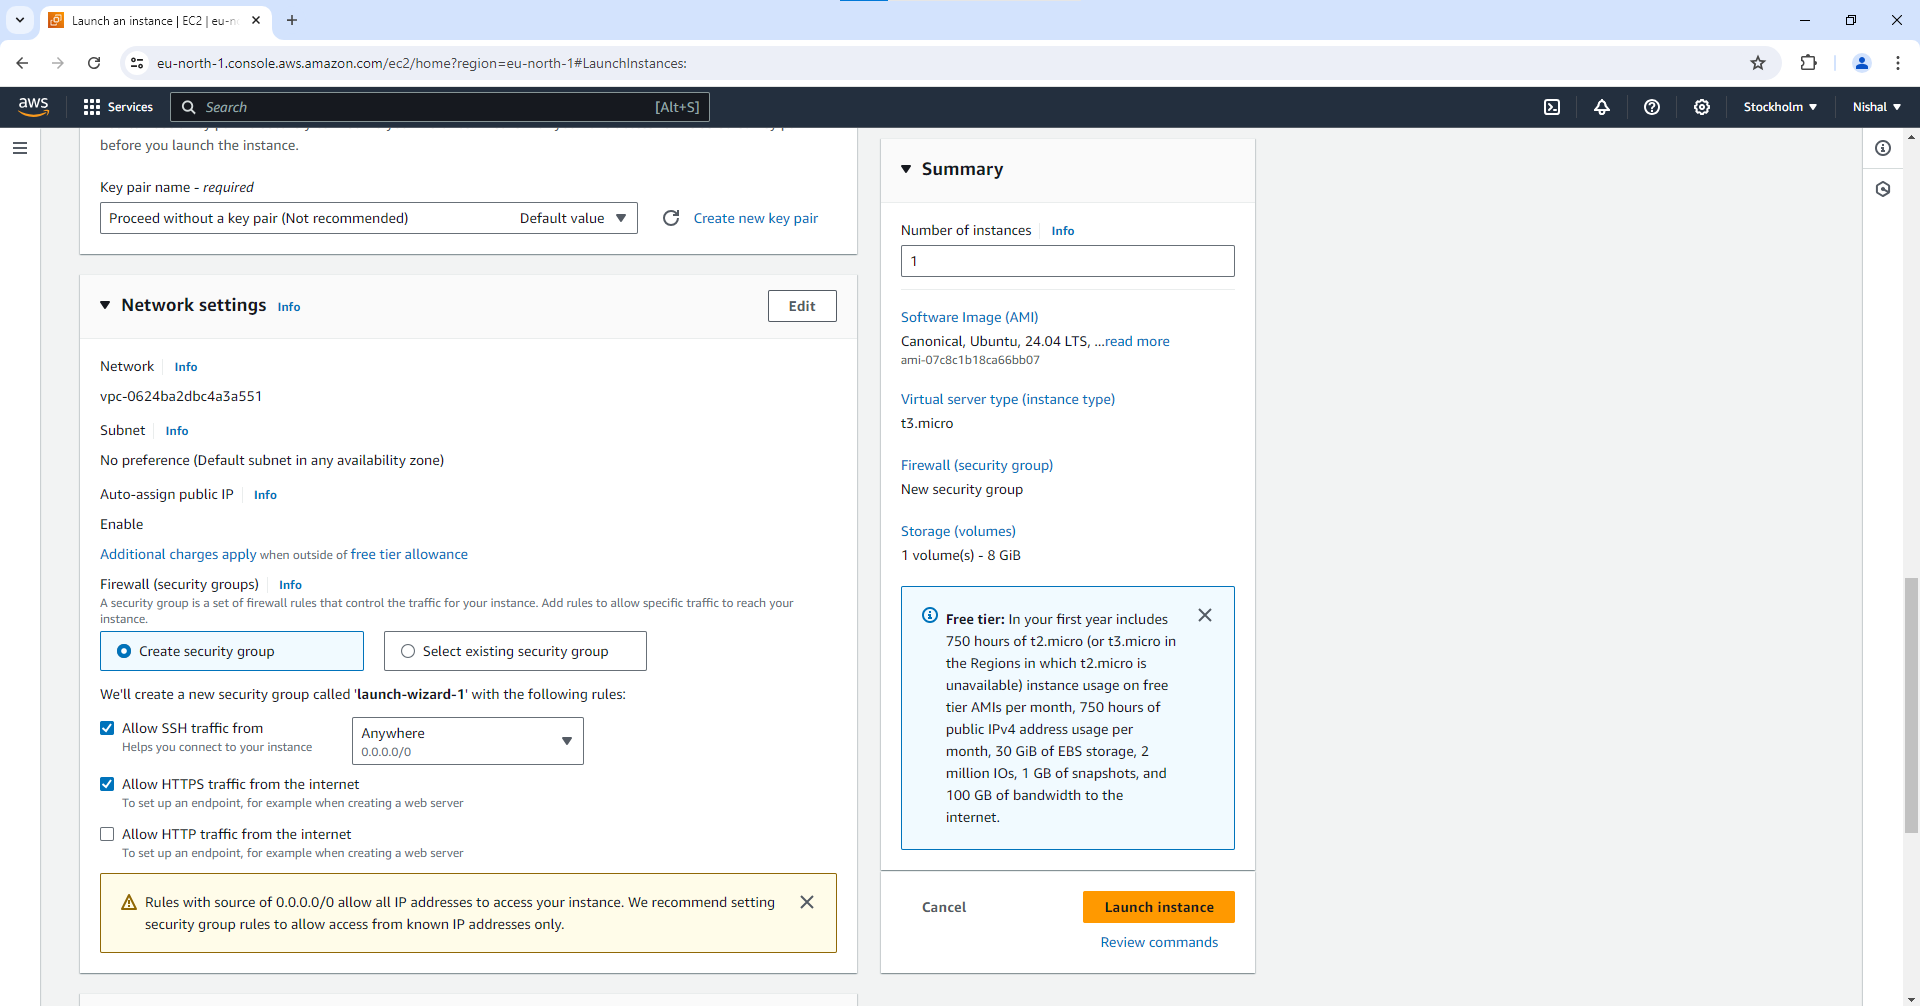 Launch an instance | EC2 | eu-n
eu-north-1.console.aws.amazon.com/ec2/home?region=eu-north-1#LaunchInstances:
aws
Services
Search
[Alt+S]
Stockholm
Nishal
before you launch the instance.
Key pair name - required
Proceed without a key pair (Not recommended)
Default value
Create new key pair
Network settings
Info
Edit
Network
Info
vpc-0624ba2dbc4a3a551
Subnet
Info
No preference (Default subnet in any availability zone)
Auto-assign public IP
Info
Enable
Additional charges apply when outside of free tier allowance
Firewall (security groups)
Info
A security group is a set of firewall rules that control the traffic for your instance. Add rules to allow specific traffic to reach your
instance.
Create security group
Select existing security group
We'll create a new security group called 'launch-wizard-1' with the following rules:
Allow SSH traffic from
Helps you connect to your instance
Anywhere
0.0.0.0/0
Allow HTTPS traffic from the internet
To set up an endpoint, for example when creating a web server
Allow HTTP traffic from the internet
To set up an endpoint, for example when creating a web server
Rules with source of 0.0.0.0/0 allow all IP addresses to access your instance. We recommend setting
security group rules to allow access from known IP addresses only.
Summary
Number of instances
Info
1
Software Image (AMI)
Canonical, Ubuntu, 24.04 LTS, ...read more
ami-07c8c1b18ca66bb07
Virtual server type (instance type)
t3.micro
Firewall (security group)
New security group
Storage (volumes)
1 volume(s) - 8 GiB
Free tier: In your first year includes
750 hours of t2.micro (or t3.micro in
the Regions in which t2.micro is
unavailable) instance usage on free
tier AMIs per month, 750 hours of
public IPv4 address usage per
month, 30 GiB of EBS storage, 2
million IOs, 1 GB of snapshots, and
100 GB of bandwidth to the
internet.
Cancel
Launch instance
Review commands